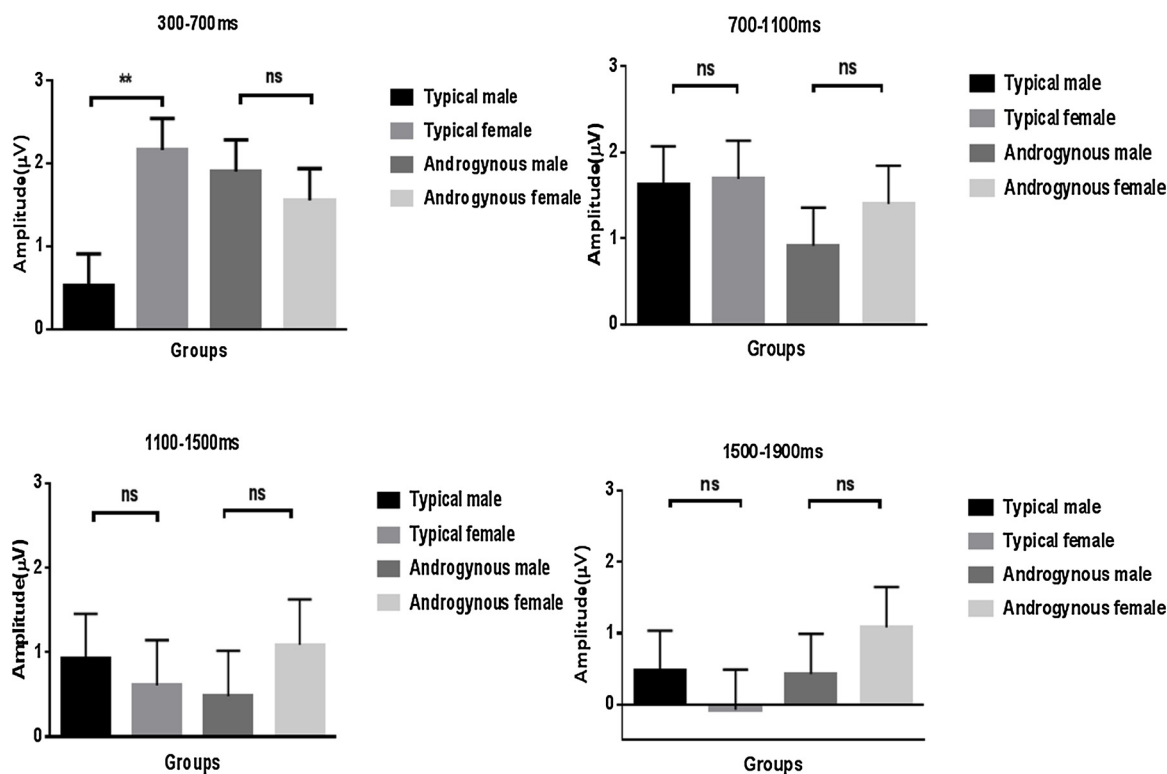 300-700ms
**
ns
3
2
1
0
Amplitude(μV)
Groups
Typical male
Typical female
Androgynous male
Androgynous female
700-1100ms
ns
ns
3
2
1
0
Amplitude(μV)
Groups
Typical male
Typical female
Androgynous male
Androgynous female
1100-1500ms
ns
ns
3
2
1
0
Amplitude(μV)
Groups
Typical male
Typical female
Androgynous male
Androgynous female
1500-1900ms
ns
ns
3
2
1
0
Amplitude(μV)
Groups
Typical male
Typical female
Androgynous male
Androgynous female